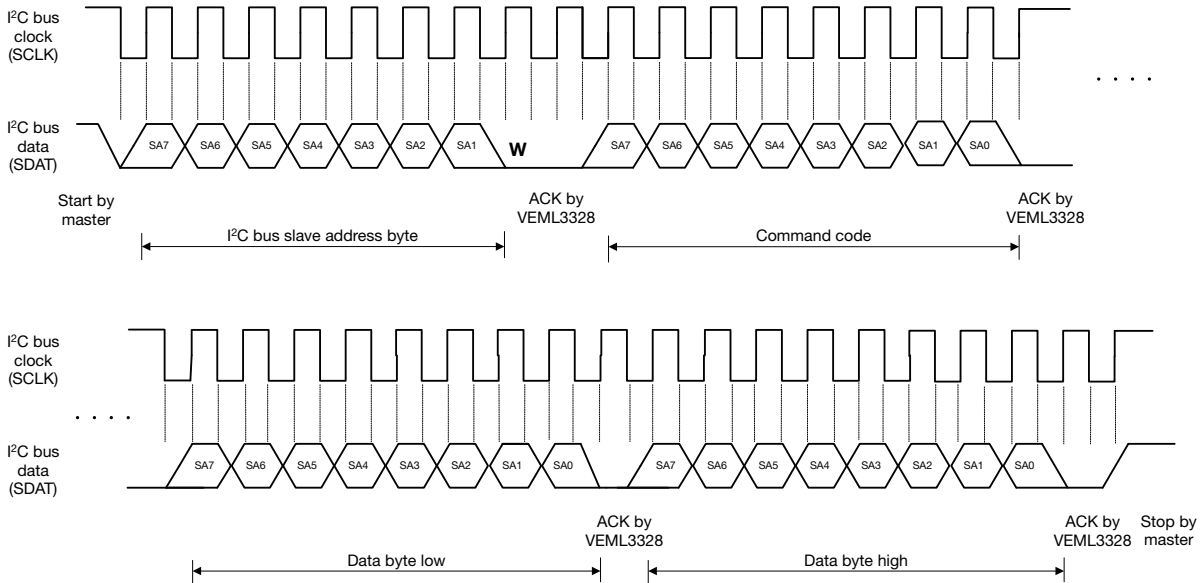 I²C bus
clock
(SCLK)
. . . .
I²C bus
data
(SDAT)
SA7 SA6 SA5 SA4 SA3 SA2 SA1 W SA7 SA6 SA5 SA4 SA3 SA2 SA1 SA0
Start by
master
ACK by
VEML3328
ACK by
VEML3328
I²C bus slave address byte
Command code
I²C bus
clock
(SCLK)
. . . .
I²C bus
data
(SDAT)
SA7 SA6 SA5 SA4 SA3 SA2 SA1 SA0 SA7 SA6 SA5 SA4 SA3 SA2 SA1 SA0
ACK by
VEML3328
ACK by
VEML3328
Stop by
master
Data byte low
Data byte high